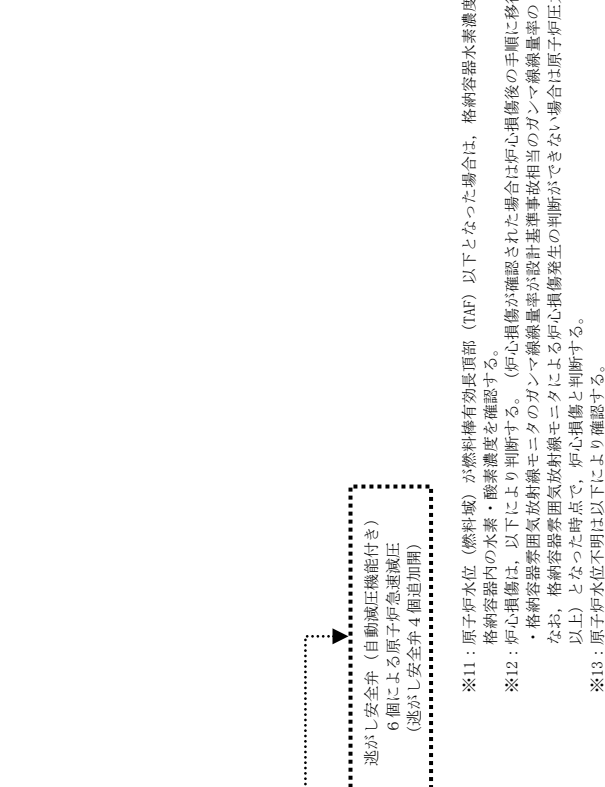 逃がし安全弁（自動減圧機能付き）
６個による原子炉急速減圧
（逃がし安全弁４個追加開）
※11：原子炉水位（燃料域）が燃料棒有効長頂部（TAF）以下となった場合は，格納容器水素濃度
格納容器内の水素・酸素濃度を確認する。
※12：炉心損傷は，以下により判断する。（炉心損傷が確認された場合は炉心損傷後の手順に移行
・格納容器雰囲気放射線モニタのガンマ線線量率が設計基準事故相当のガンマ線線量率の
なお，格納容器雰囲気放射線モニタによる炉心損傷発生の判断ができない場合は原子炉圧
以上）となった時点で，炉心損傷と判断する。
※13：原子炉水位不明は以下により確認する。